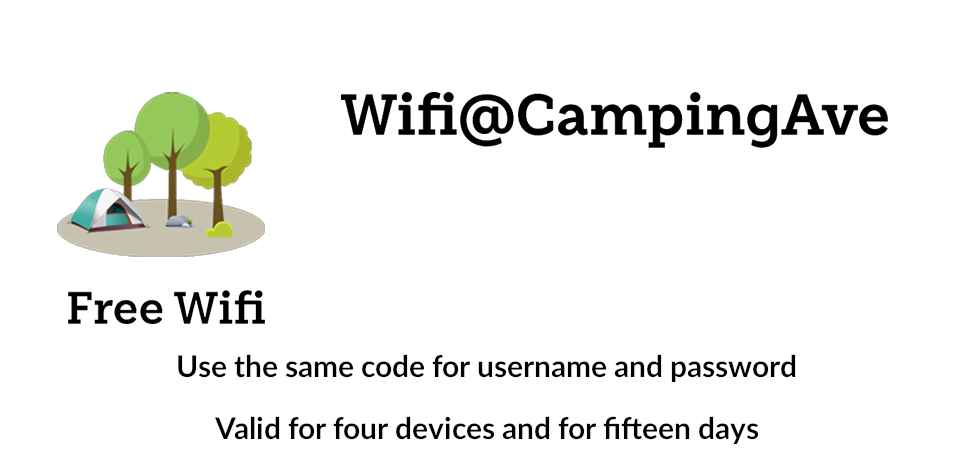 Wifi@CampingAve
Free Wifi
Use the same code for username and password
Valid for four devices and for fifteen days